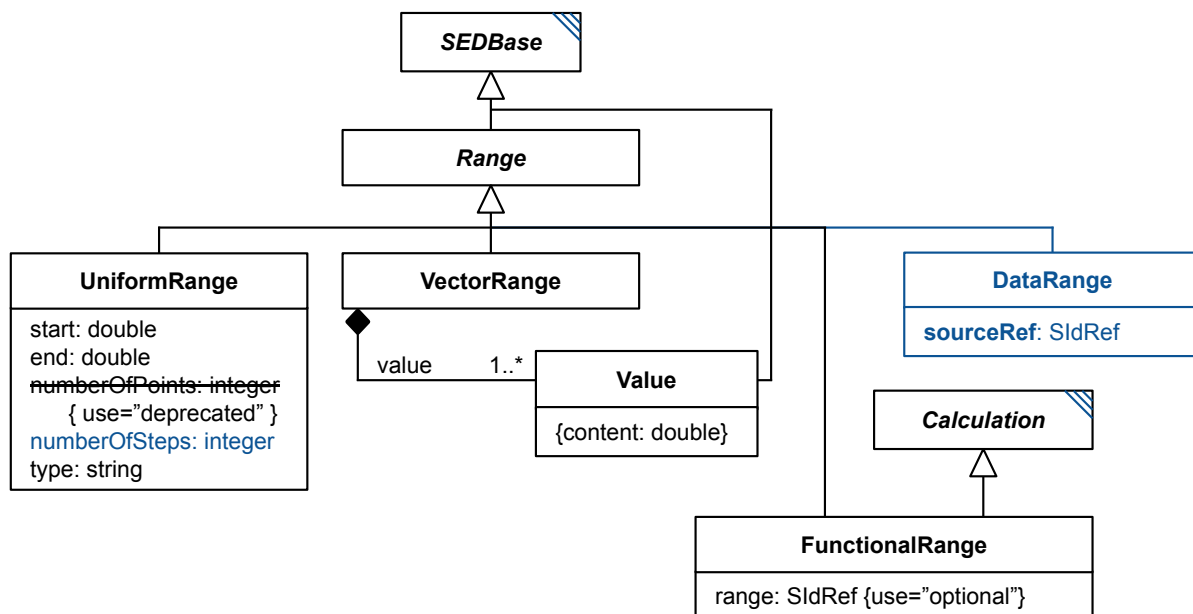 SEDBase
Range
UniformRange
start: double
end: double
numberOfPoints: integer
{ use=”deprecated” }
numberOfSteps: integer
type: string
VectorRange
value 1..*
Value
{content: double}
DataRange
sourceRef: SIdRef
Calculation
FunctionalRange
range: SIdRef {use=”optional”}